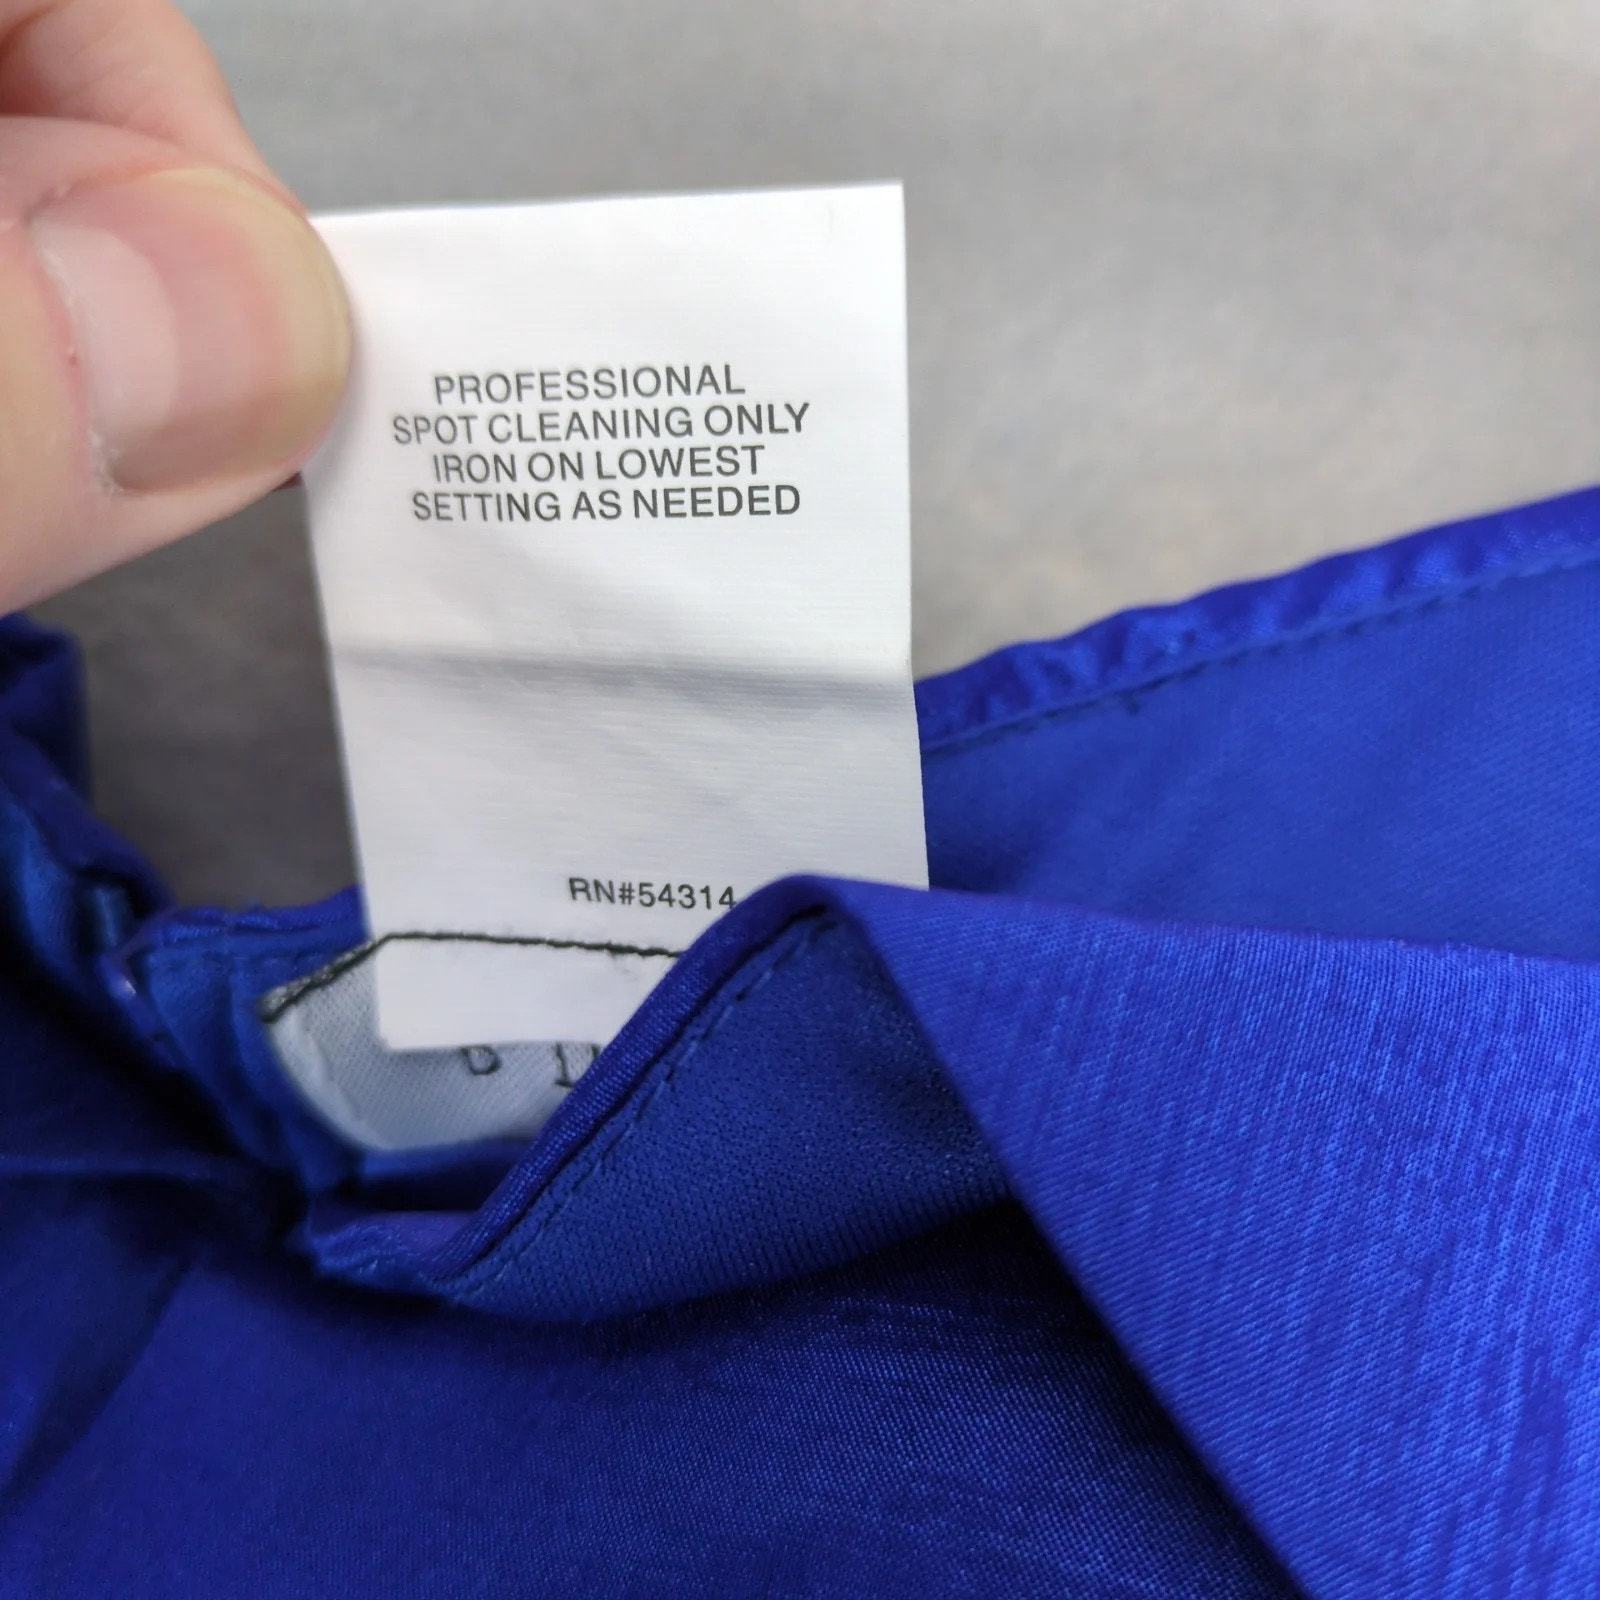 PROFESSIONAL
SPOT CLEANING ONLY
IRON ON LOWEST
SETTING AS NEEDED
RN#54314